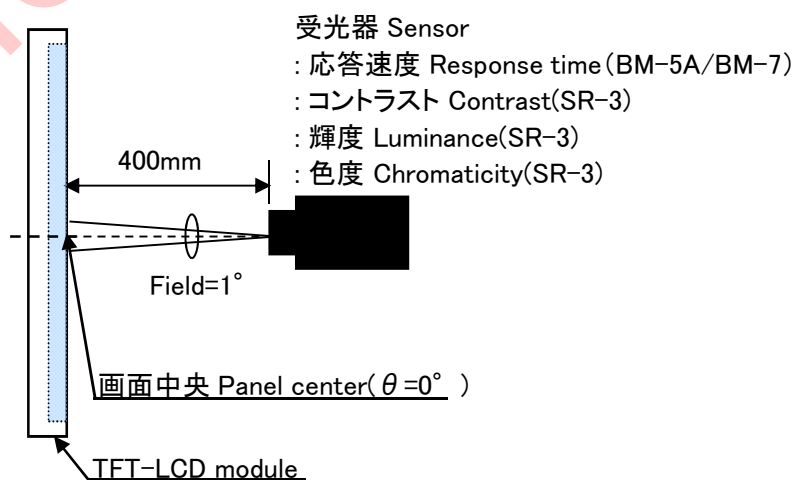 受光器 Sensor
: 応答速度 Response time(BM-5A/BM-7)
: コントラスト Contrast(SR-3)
: 輝度 Luminance(SR-3)
: 色度 Chromaticity(SR-3)
400mm
Field=1°
画面中央 Panel center(θ=0° )
TFT-LCD module